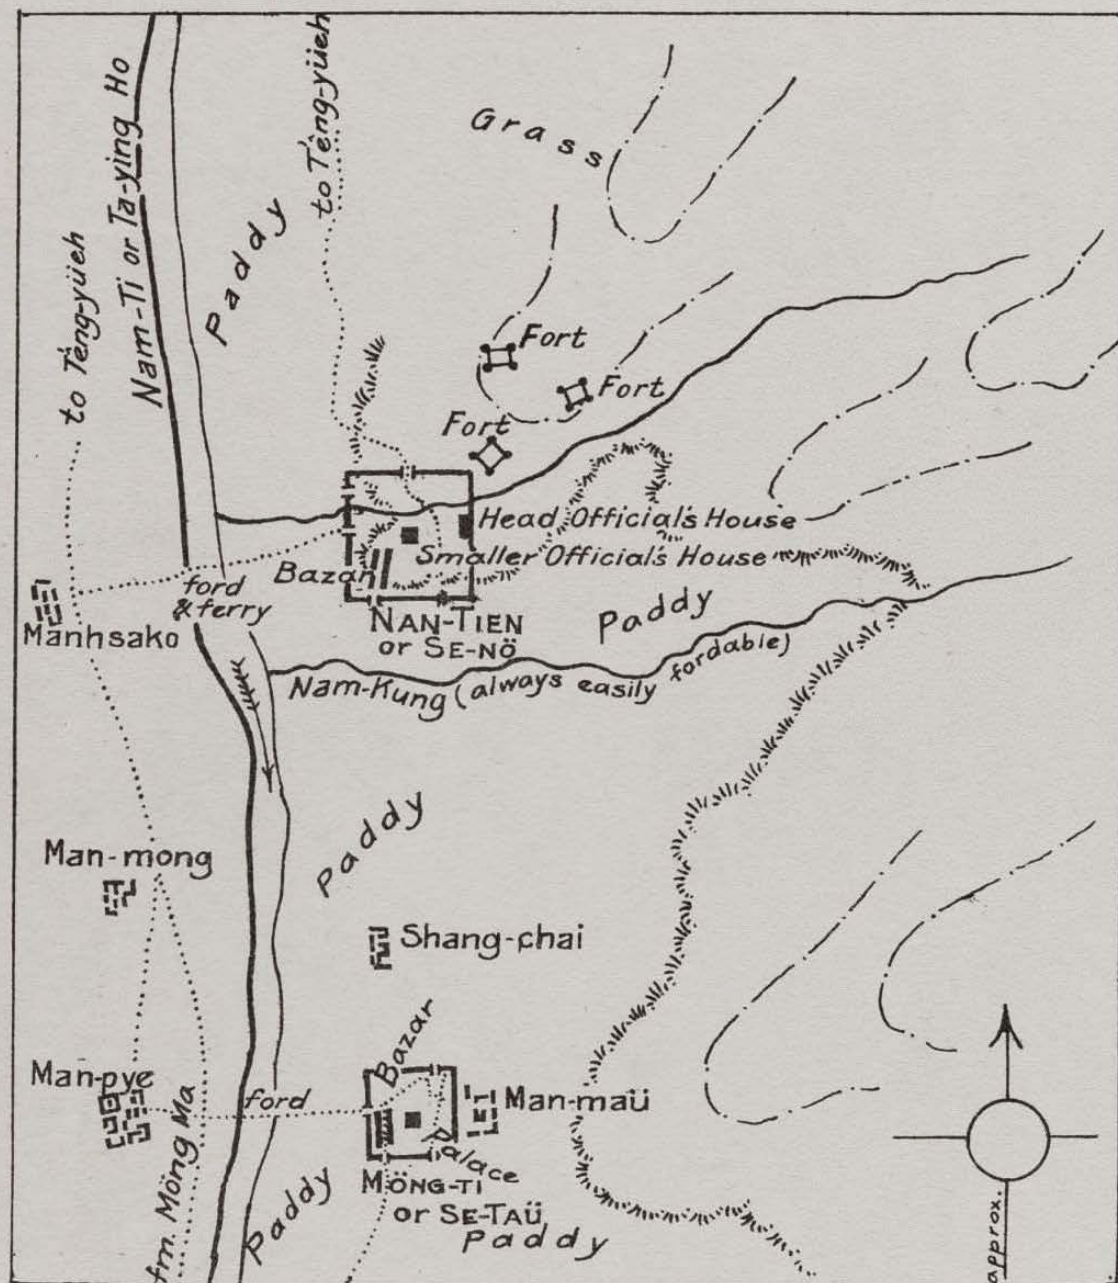 Grass
to Têng-yüeh
Nam-Ti or Ta-ying Ho
Paddy
to Têng-yüeh
Fort
Fort
Fort
Head Official's House
Smaller Official's House
Bazar
ford
& ferry
Manhsako
NAN-TIEN
or SE-NÖ
Paddy
Nam-Kung (always easily fordable)
Paddy
Man-mong
Shang-chai
Bazar
Man-pye
ford
Man-maü
Palace
MÖNG-TI
or SE-TAÜ
fm. Möng Ma
Paddy
Paddy
approx.